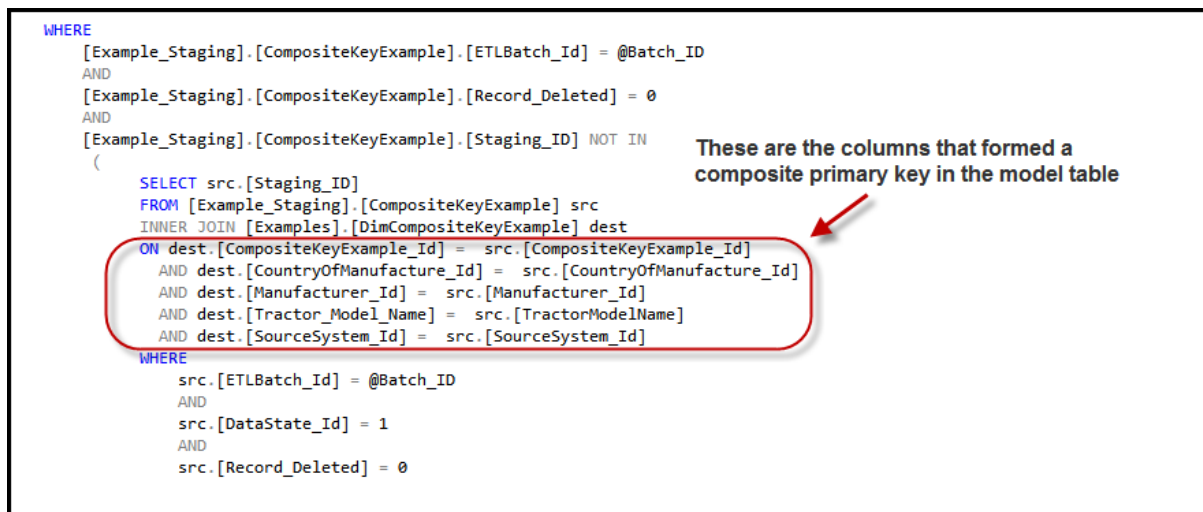 WHERE
[Example_Staging].[CompositeKeyExample].[ETLBatch_Id] = @Batch_ID
AND
[Example_Staging].[CompositeKeyExample].[Record_Deleted] = 0
AND
[Example_Staging].[CompositeKeyExample].[Staging_ID] NOT IN
(
SELECT src.[Staging_ID]
FROM [Example_Staging].[CompositeKeyExample] src
INNER JOIN [Examples].[DimCompositeKeyExample] dest
ON dest.[CompositeKeyExample_Id] =  src.[CompositeKeyExample_Id]
AND dest.[CountryOfManufacture_Id] =  src.[CountryOfManufacture_Id]
AND dest.[Manufacturer_Id] =  src.[Manufacturer_Id]
AND dest.[Tractor_Model_Name] =  src.[TractorModelName]
AND dest.[SourceSystem_Id] =  src.[SourceSystem_Id]
WHERE
src.[ETLBatch_Id] = @Batch_ID
AND
src.[DataState_Id] = 1
AND
src.[Record_Deleted] = 0
These are the columns that formed a
composite primary key in the model table